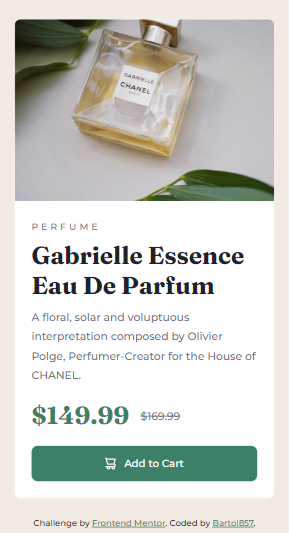 GABRIELLE
CHANEL
PARIS
PERFUME
Gabrielle Essence
Eau De Parfum
A floral, solar and voluptuous
interpretation composed by Olivier
Polge, Perfumer-Creator for the House of
CHANEL.
$149.99 $169.99
Add to Cart
Challenge by Frontend Mentor. Coded by Bartol857.